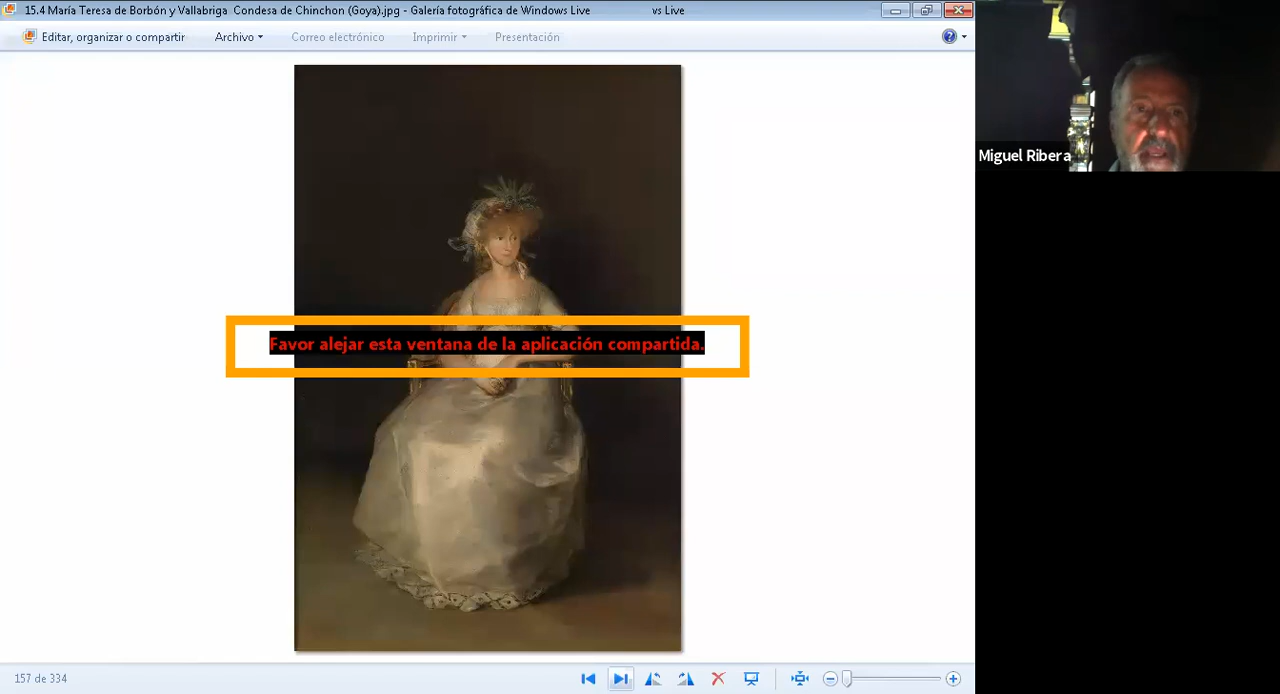 15.4 María Teresa de Borbón y Vallabriga  Condesa de Chinchon (Goya).jpg - Galería fotográfica de Windows Live vs Live
Editar, organizar o compartir Archivo Correo electrónico Imprimir Presentación
Miguel Ribera
Favor alejar esta ventana de la aplicación compartida.
157 de 334